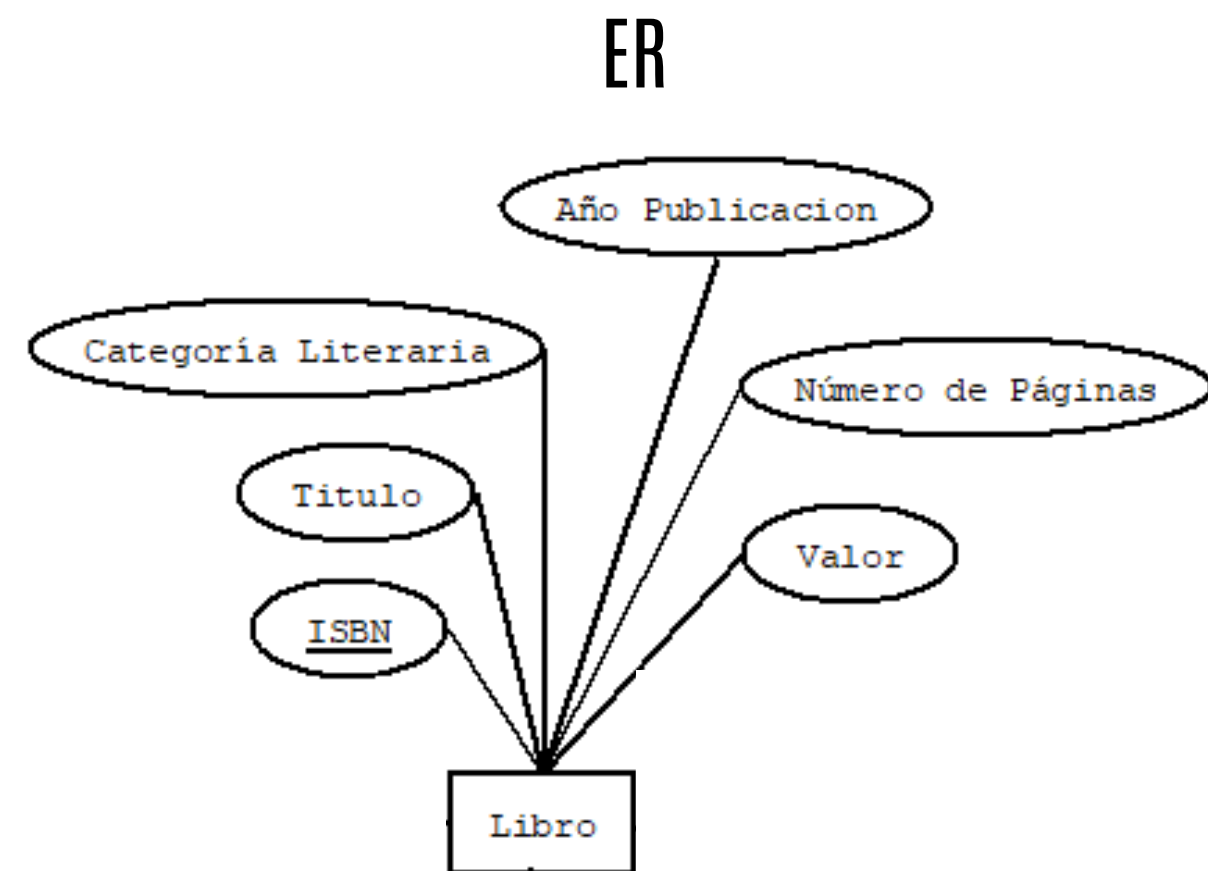 ER
Año Publicacion
Categoría Literaria
Número de Páginas
Titulo
Valor
ISBN
Libro